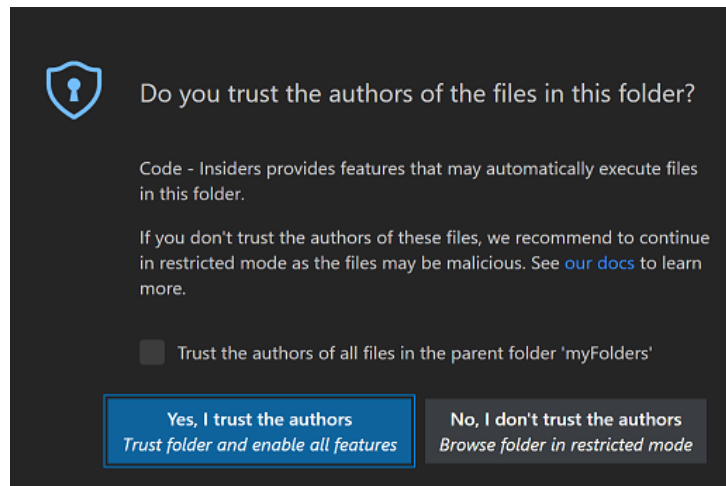 Do you trust the authors of the files in this folder?
Code - Insiders provides features that may automatically execute files
in this folder.
If you don't trust the authors of these files, we recommend to continue
in restricted mode as the files may be malicious. See our docs to learn
more.
Trust the authors of all files in the parent folder 'myFolders'
Yes, I trust the authors
Trust folder and enable all features
No, I don't trust the authors
Browse folder in restricted mode